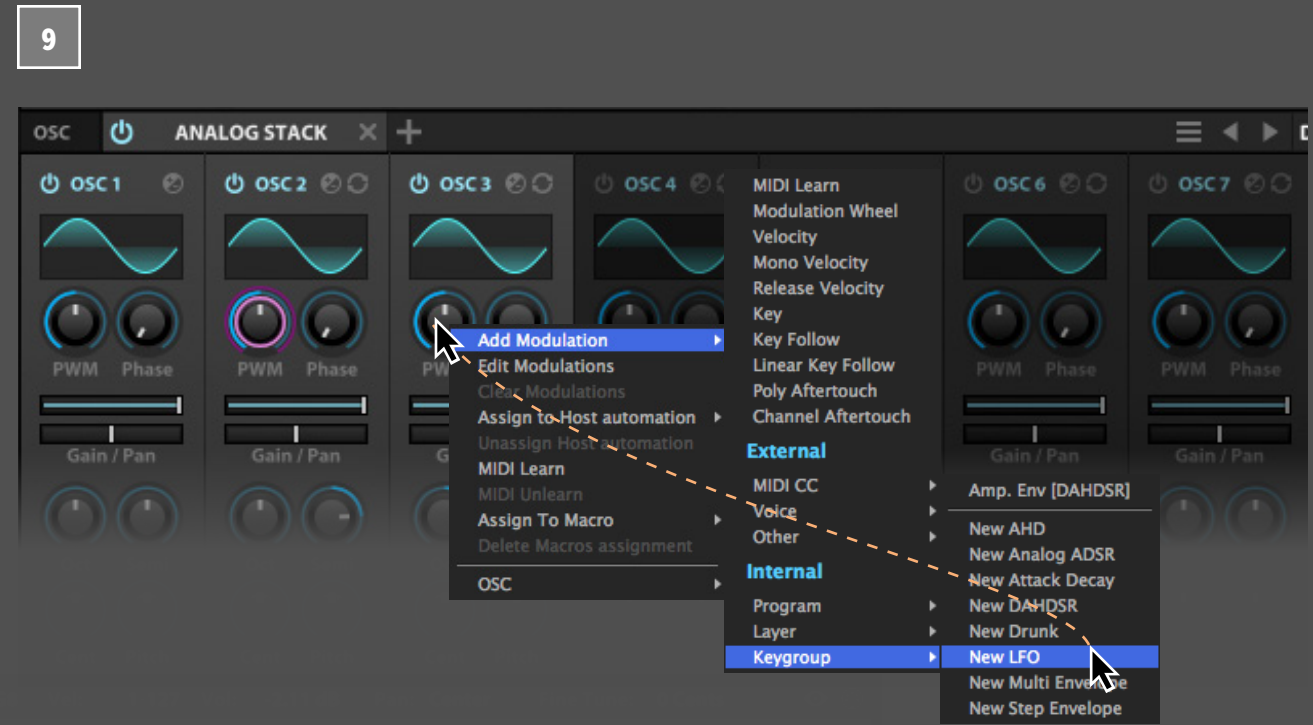 9
OSC ANALOG STACK
OSC 1 OSC 2 OSC 3 OSC 4 OSC 6 OSC 7
PWM Phase PWM Phase PWM Phase PWM Phase
Gain / Pan Gain / Pan Gain / Pan Gain / Pan
Add Modulation
Edit Modulations
Clear Modulations
Assign to Host automation
Unassign Host automation
MIDI Learn
MIDI Unlearn
Assign To Macro
Delete Macros assignment
OSC
MIDI Learn
Modulation Wheel
Velocity
Mono Velocity
Release Velocity
Key
Key Follow
Linear Key Follow
Poly Aftertouch
Channel Aftertouch
External
MIDI CC
Voice
Other
Internal
Program
Layer
Keygroup
Amp. Env [DAHDSR]
New AHD
New Analog ADSR
New Attack Decay
New DAHDSR
New Drunk
New LFO
New Multi Envelope
New Step Envelope